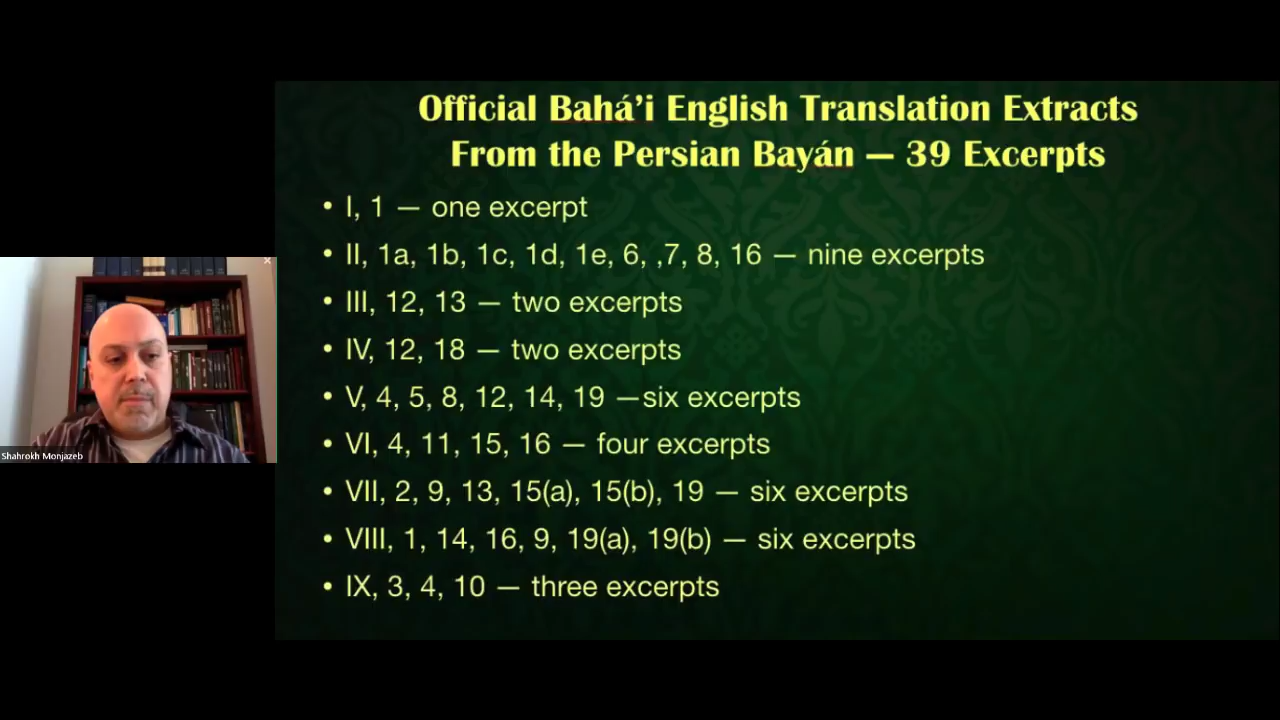 Official Bahá’i English Translation Extracts
From the Persian Bayán — 39 Excerpts
• I, 1 — one excerpt
• II, 1a, 1b, 1c, 1d, 1e, 6, ,7, 8, 16 — nine excerpts
• III, 12, 13 — two excerpts
• IV, 12, 18 — two excerpts
• V, 4, 5, 8, 12, 14, 19 —six excerpts
• VI, 4, 11, 15, 16 — four excerpts
• VII, 2, 9, 13, 15(a), 15(b), 19 — six excerpts
• VIII, 1, 14, 16, 9, 19(a), 19(b) — six excerpts
• IX, 3, 4, 10 — three excerpts
Shahrokh Monjazeb